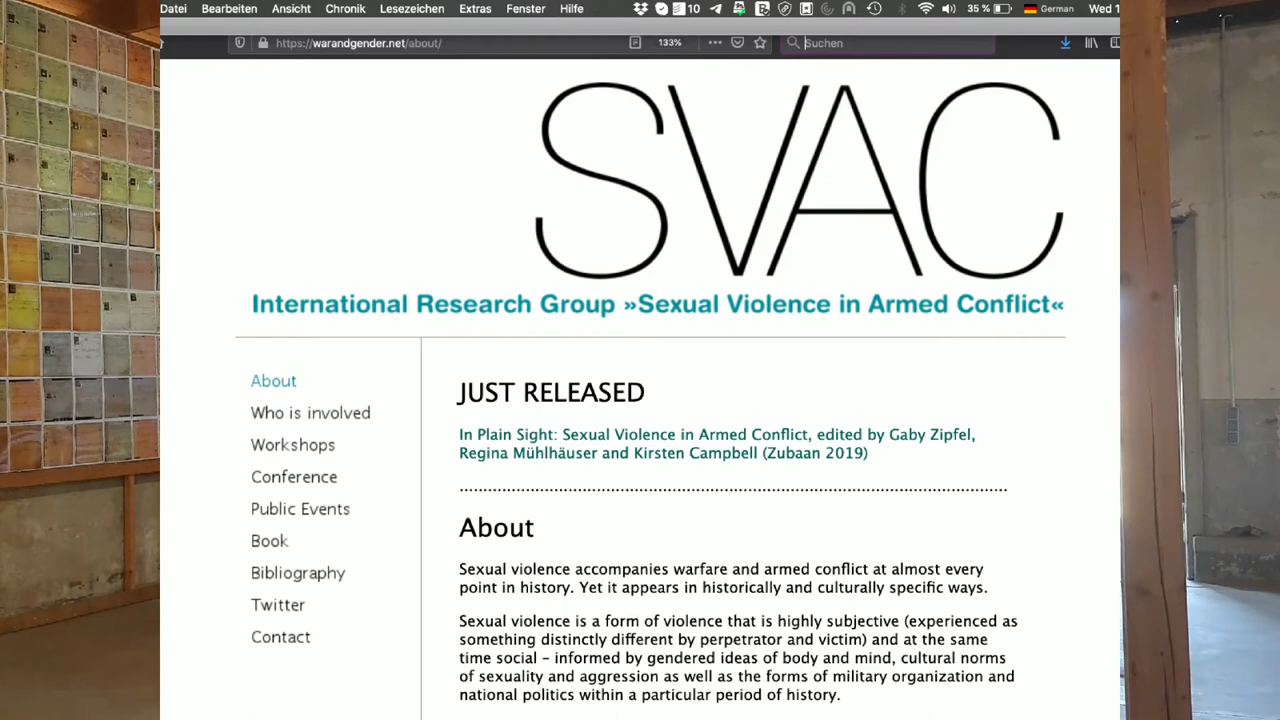 Datei Bearbeiten Ansicht Chronik Lesezeichen Extras Fenster Hilfe 10 35 % German Wed 1
https://warandgender.net/about/ 133% Suchen
SVAC
International Research Group »Sexual Violence in Armed Conflict«
About
Who is involved
Workshops
Conference
Public Events
Book
Bibliography
Twitter
Contact
JUST RELEASED
In Plain Sight: Sexual Violence in Armed Conflict, edited by Gaby Zipfel,
Regina Mühlhäuser and Kirsten Campbell (Zubaan 2019)
About
Sexual violence accompanies warfare and armed conflict at almost every
point in history. Yet it appears in historically and culturally specific ways.
Sexual violence is a form of violence that is highly subjective (experienced as
something distinctly different by perpetrator and victim) and at the same
time social – informed by gendered ideas of body and mind, cultural norms
of sexuality and aggression as well as the forms of military organization and
national politics within a particular period of history.